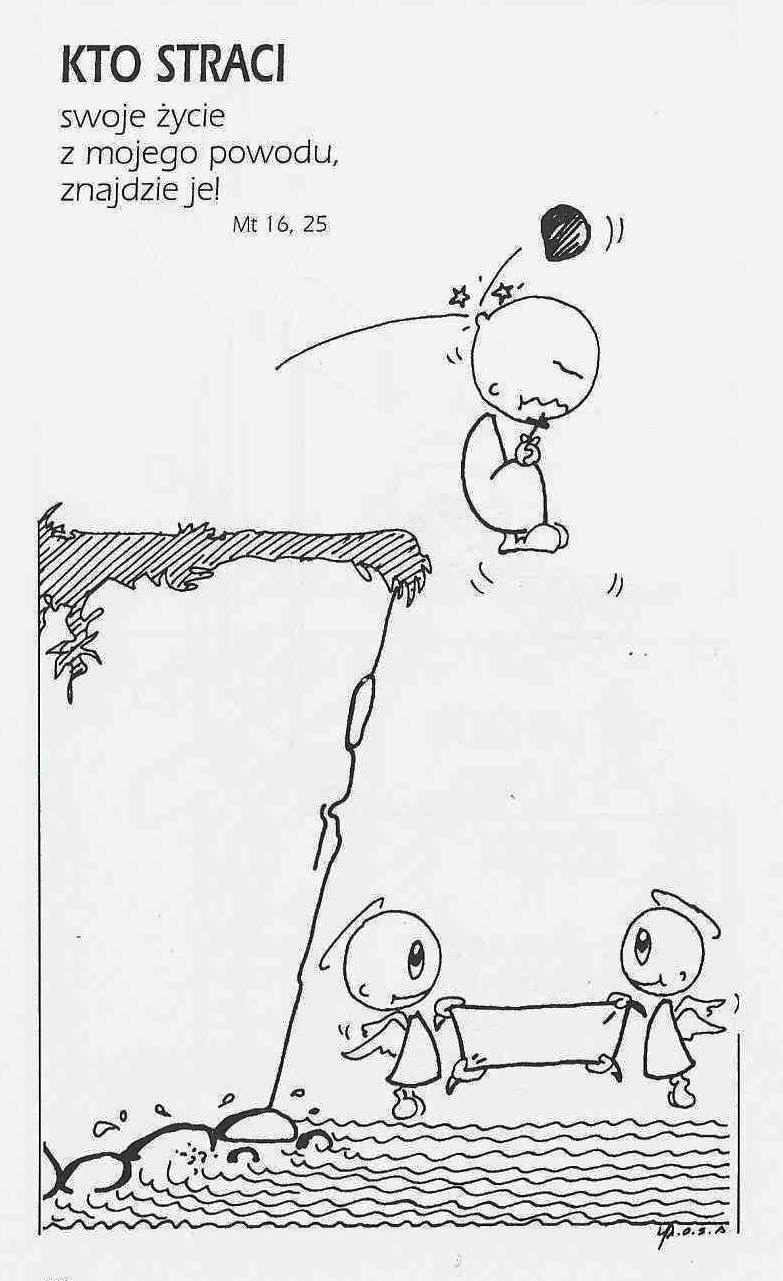 KTO STRACI
swoje życie
z mojego powodu,
znajdzie je!
Mt 16, 25